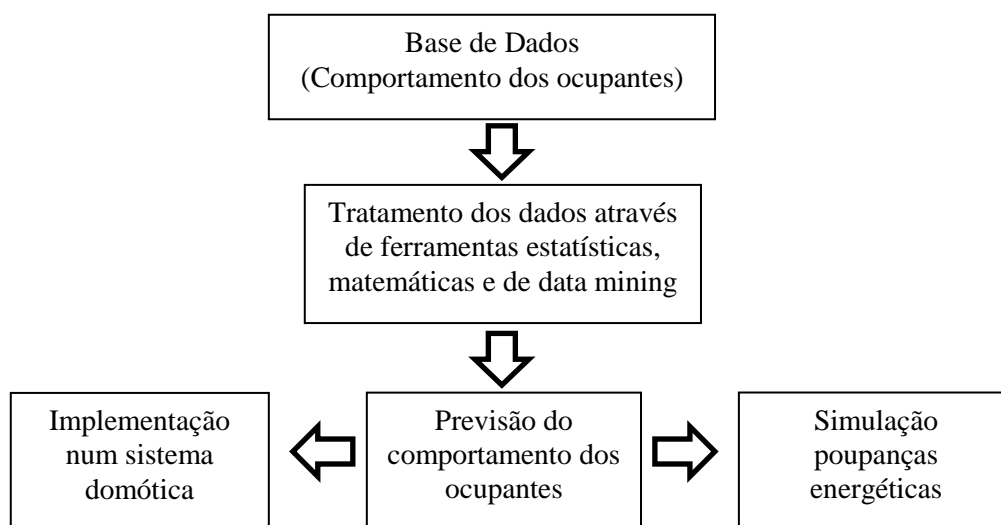 Base de Dados
(Comportamento dos ocupantes)
Tratamento dos dados através
de ferramentas estatísticas,
matemáticas e de data mining
Implementação
num sistema
domótica
Previsão do
comportamento dos
ocupantes
Simulação
poupanças
energéticas